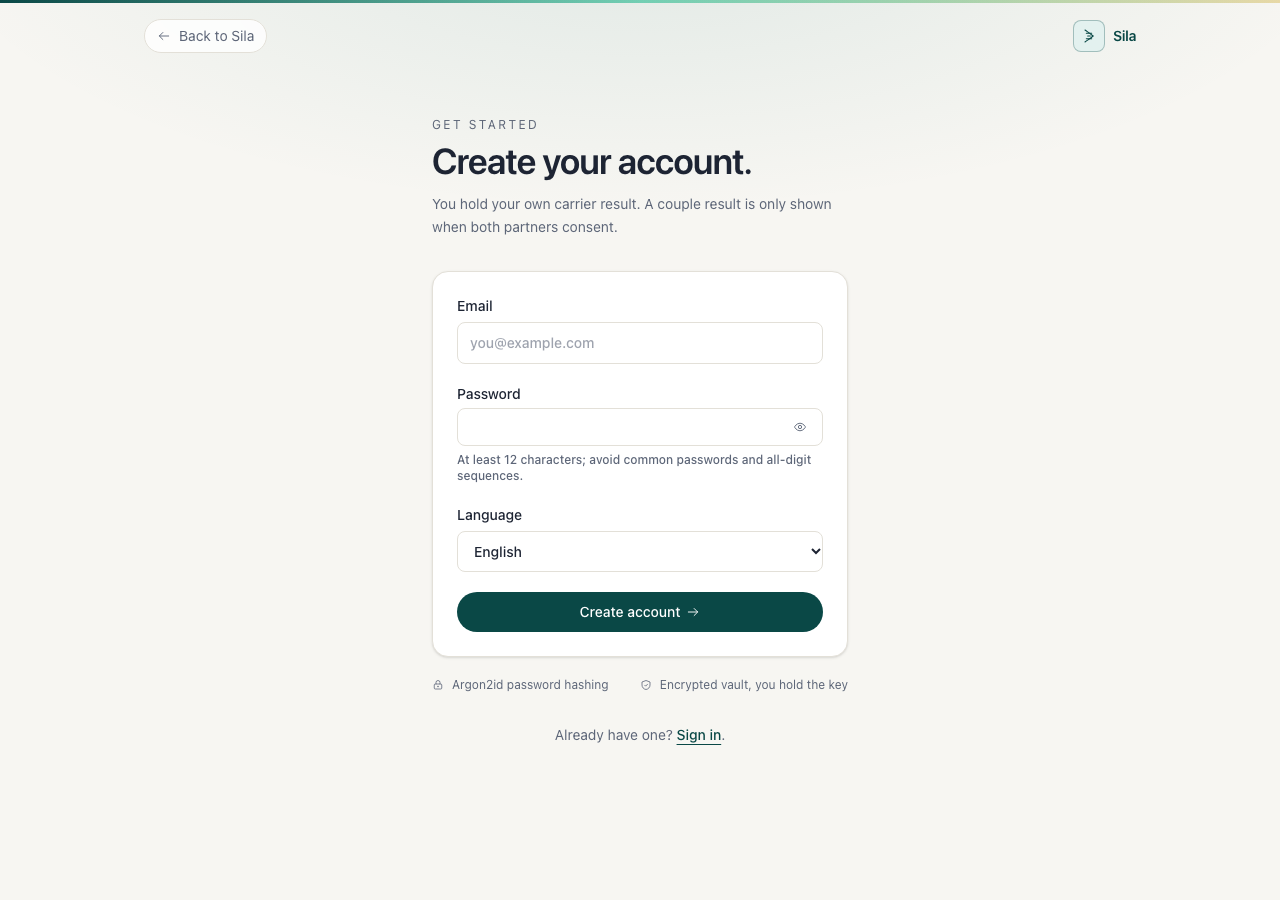 Back to Sila
Sila
GET STARTED
Create your account.
You hold your own carrier result. A couple result is only shown
when both partners consent.
Email
you@example.com
Password
At least 12 characters; avoid common passwords and all-digit
sequences.
Language
English
Create account →
Argon2id password hashing
Encrypted vault, you hold the key
Already have one? Sign in.